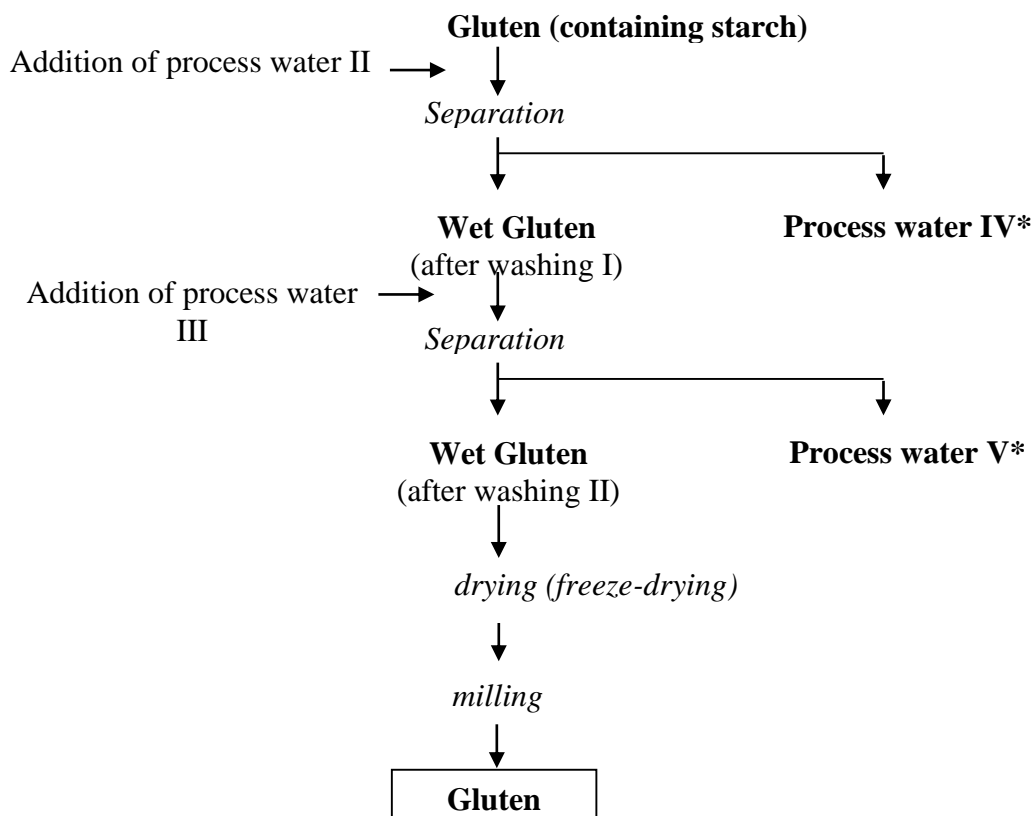 Gluten (containing starch)
Addition of process water II
Separation
Wet Gluten
Process water IV*
(after washing I)
Addition of process water
III
Separation
Wet Gluten
Process water V*
(after washing II)
drying (freeze-drying)
milling
Gluten